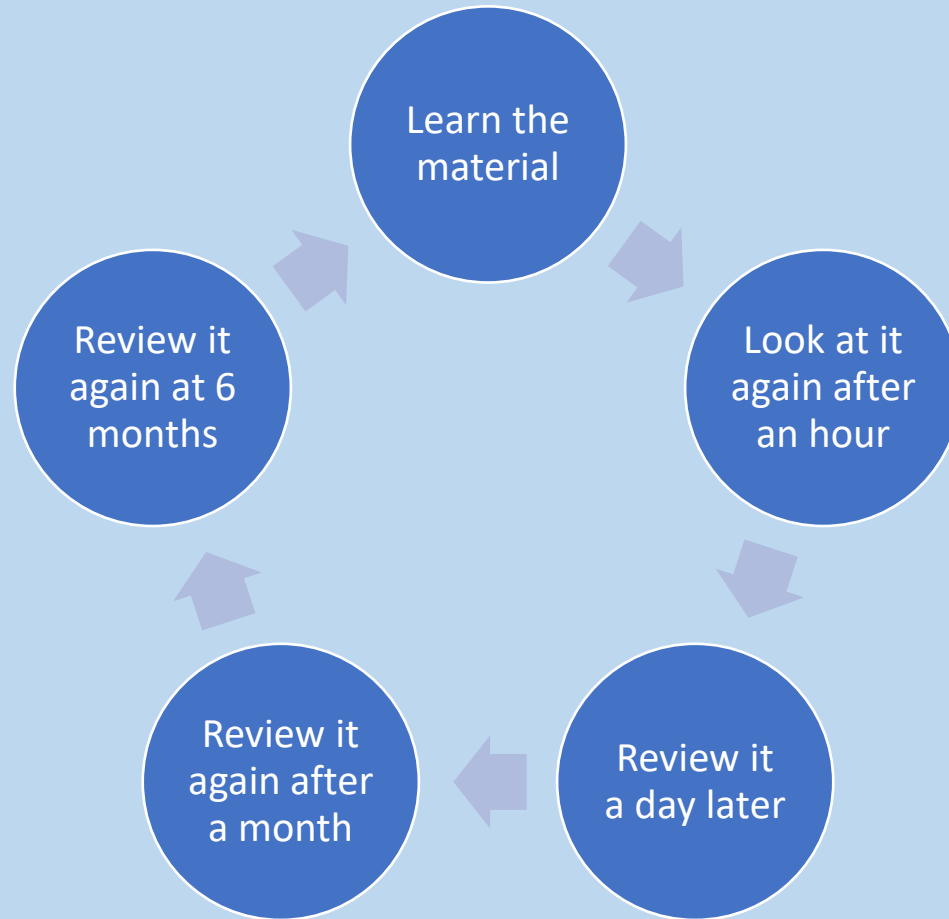 Learn the
material
Look at it
again after
an hour
Review it
a day later
Review it
again after
a month
Review it
again at 6
months